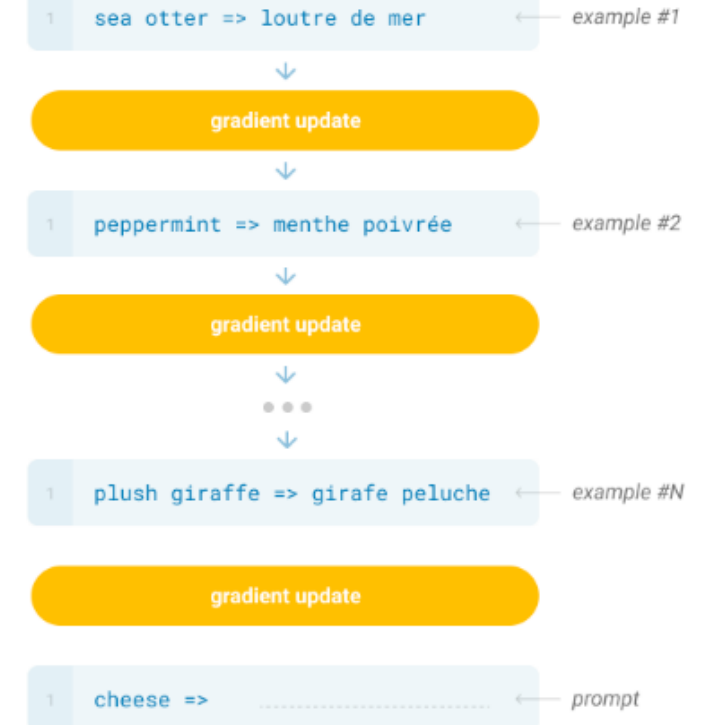 1 sea otter => loutre de mer example #1
gradient update
1 peppermint => menthe poivrée example #2
gradient update
1 plush giraffe => girafe peluche example #N
gradient update
1 cheese => prompt